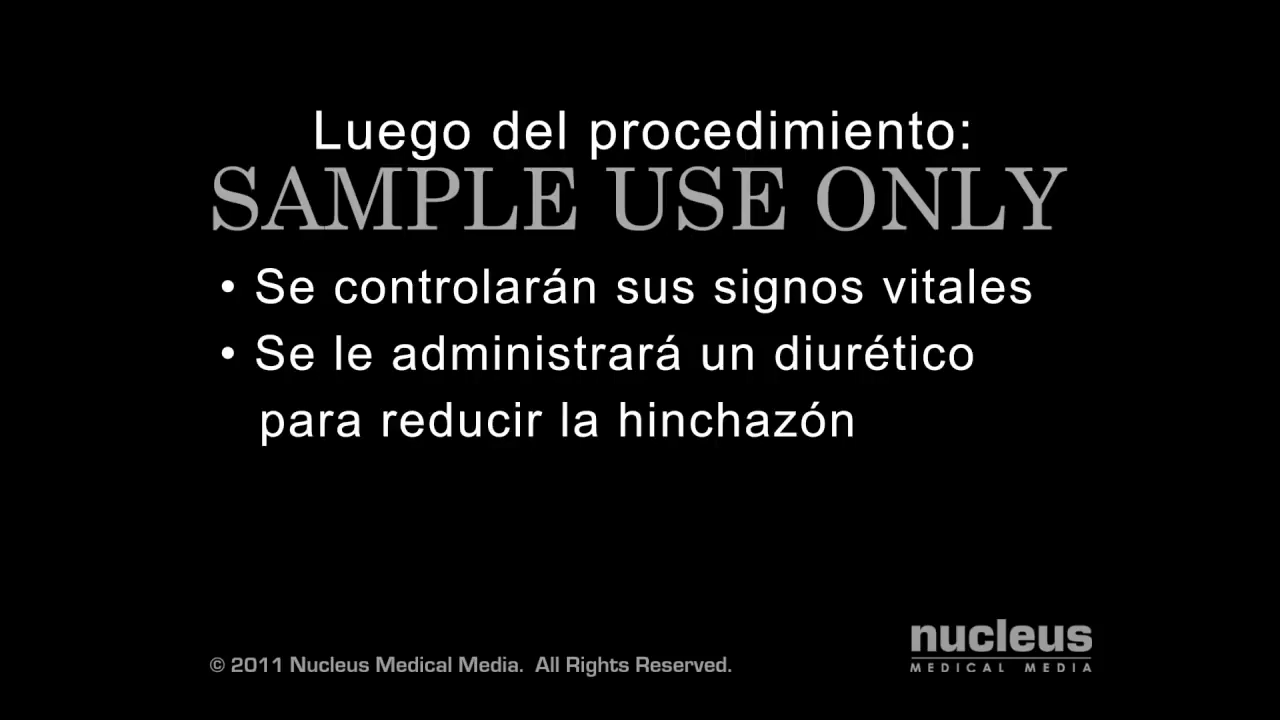 Luego del procedimiento:
SAMPLE USE ONLY
• Se controlarán sus signos vitales
• Se le administrará un diurético
para reducir la hinchazón
nucleus
MEDICAL MEDIA
© 2011 Nucleus Medical Media. All Rights Reserved.